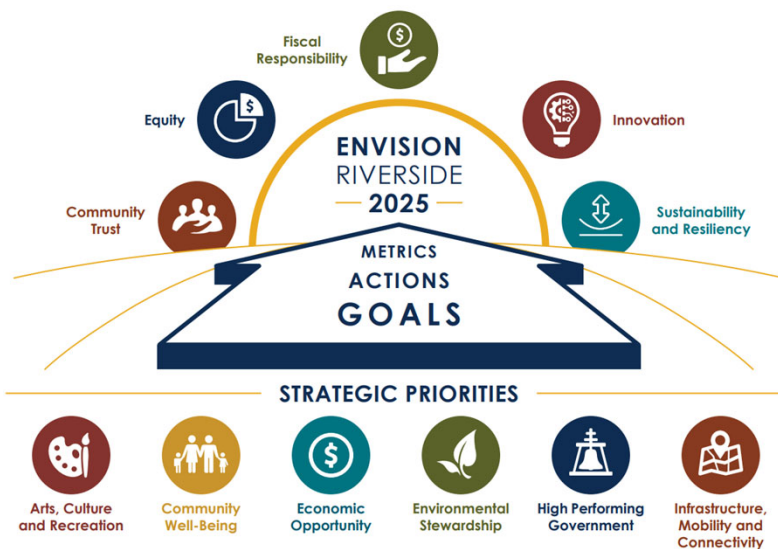 Fiscal
Responsibility
Equity
Innovation
ENVISION
RIVERSIDE
2025
Community
Trust
Sustainability
and Resiliency
METRICS
ACTIONS
GOALS
STRATEGIC PRIORITIES
Arts, Culture
and Recreation
Community
Well-Being
Economic
Opportunity
Environmental
Stewardship
High Performing
Government
Infrastructure,
Mobility and
Connectivity